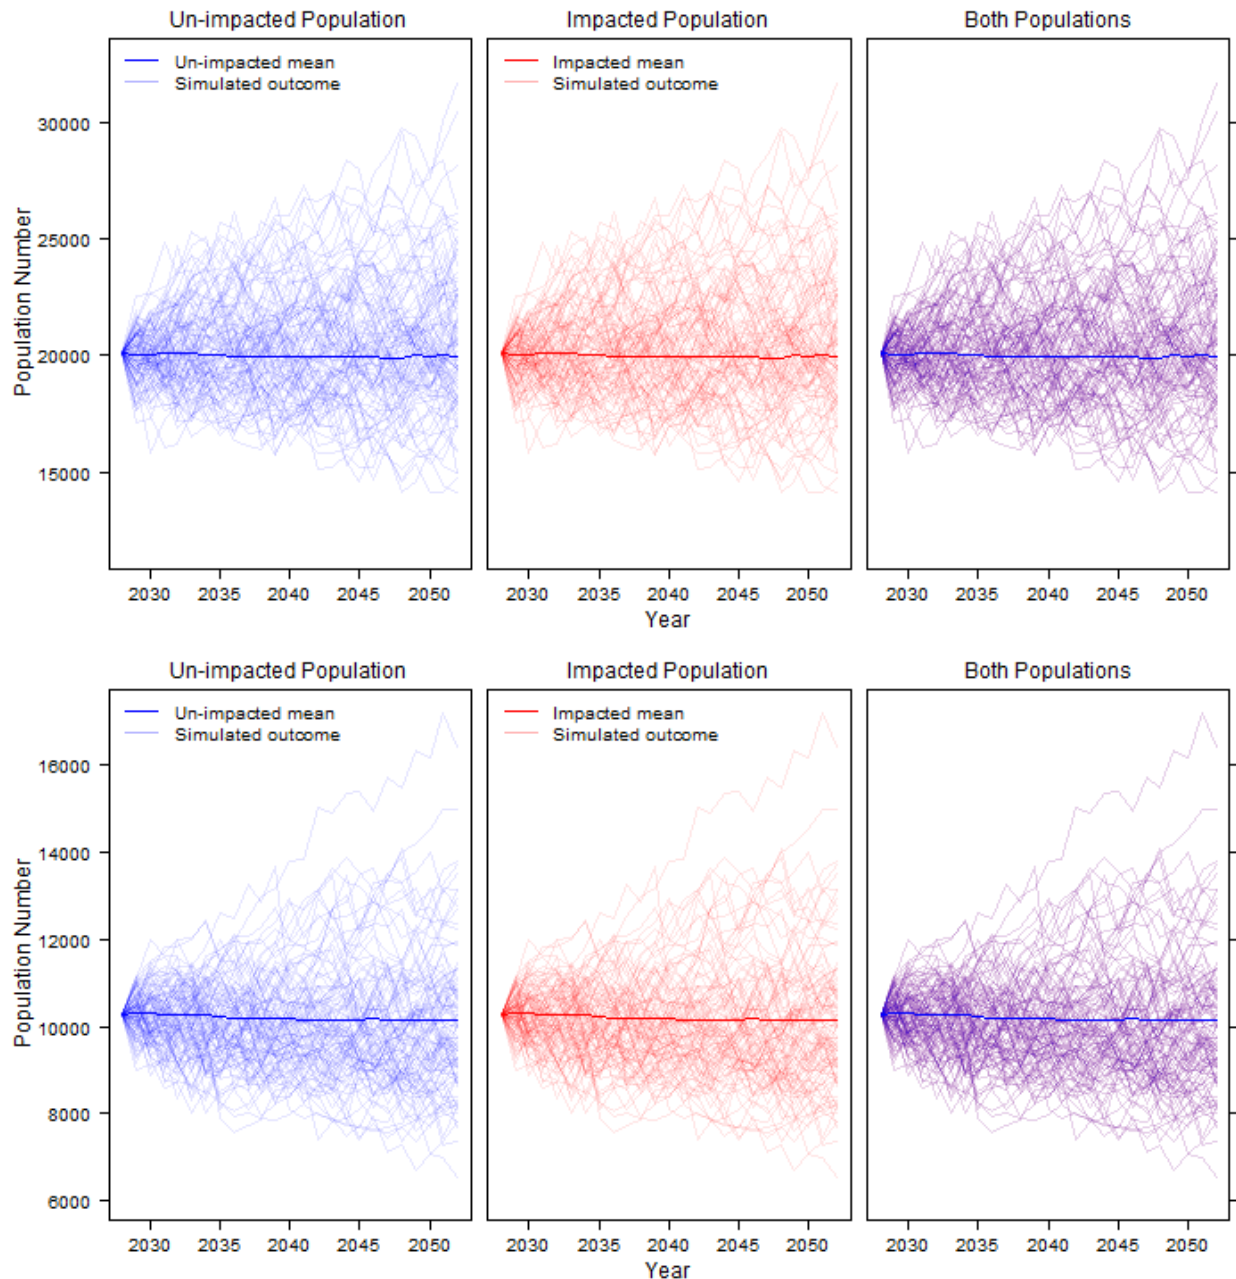 Un-impacted Population Impacted Population Both Populations
Un-impacted mean
Simulated outcome
Impacted mean
Simulated outcome
Population Number
30000
25000
20000
15000
2030 2035 2040 2045 2050 2030 2035 2040 2045 2050 2030 2035 2040 2045 2050
Year
Un-impacted Population Impacted Population Both Populations
Un-impacted mean
Simulated outcome
Impacted mean
Simulated outcome
Population Number
16000
14000
12000
10000
8000
6000
2030 2035 2040 2045 2050 2030 2035 2040 2045 2050 2030 2035 2040 2045 2050
Year